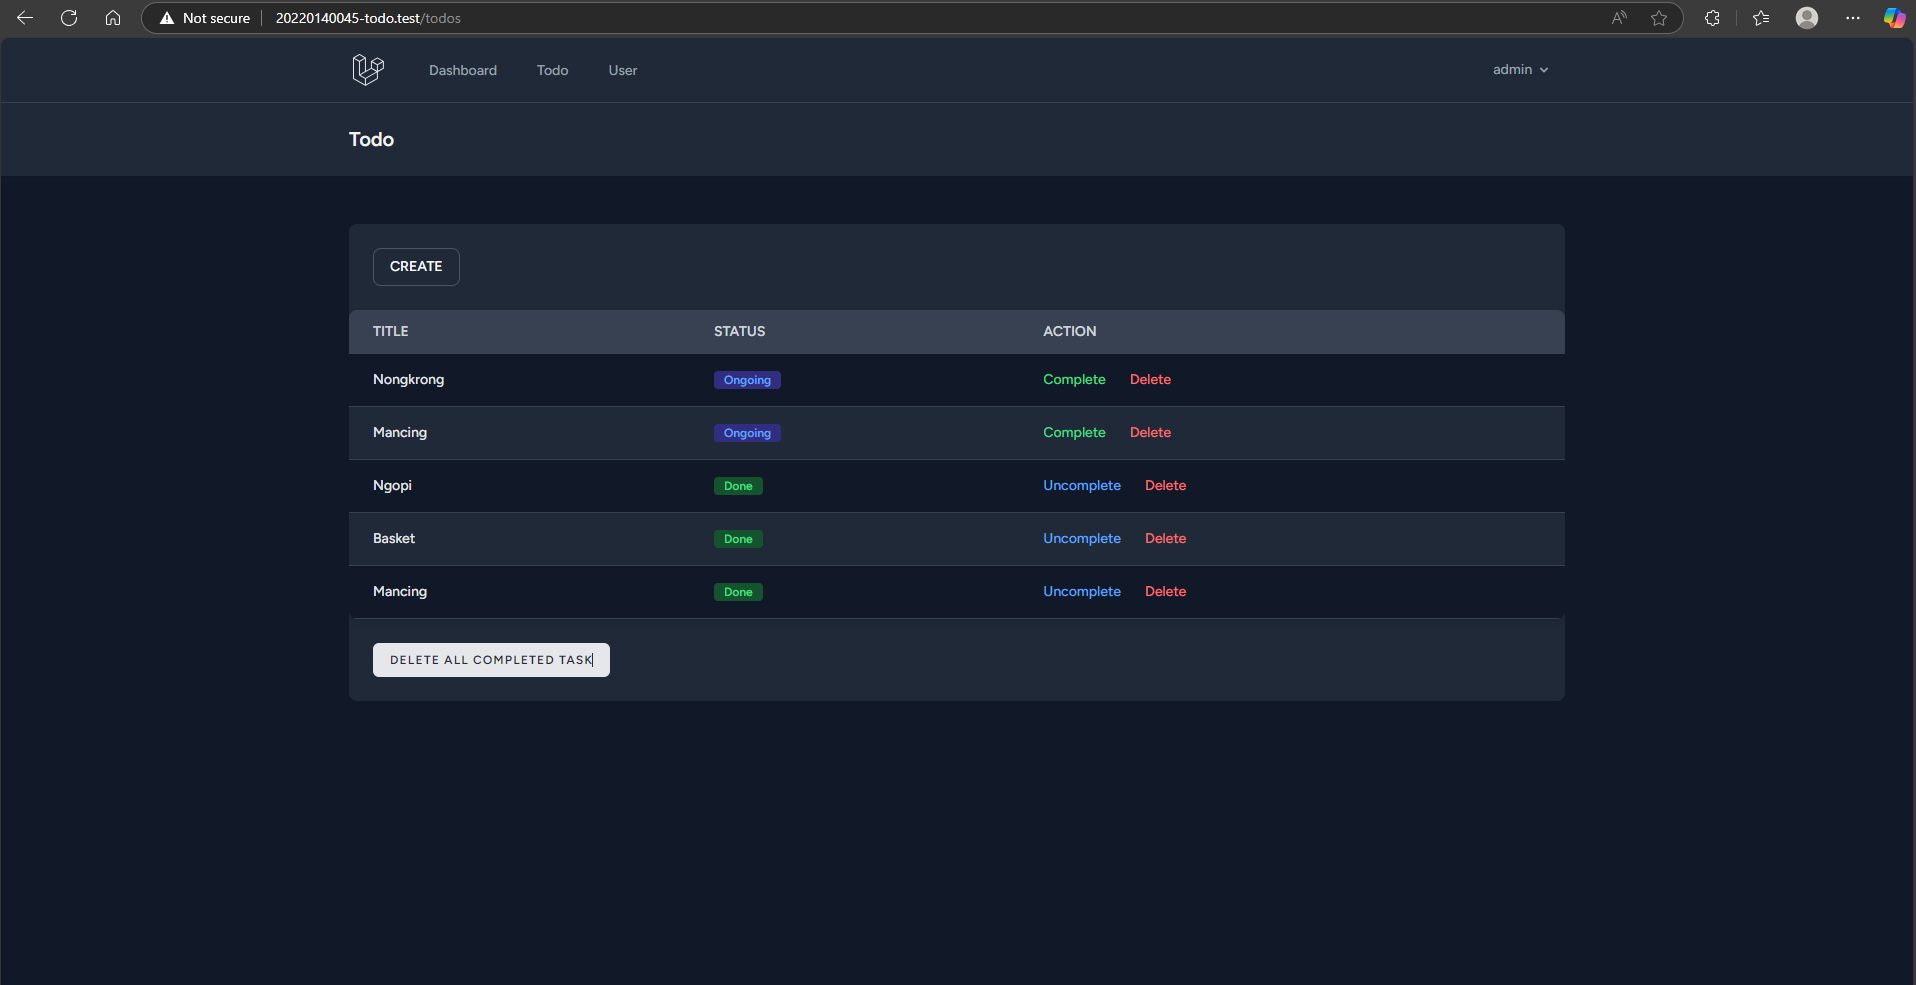 Not secure 20220140045-todo.test/todos
Dashboard Todo User admin
Todo
CREATE
TITLE STATUS ACTION
Nongkrong Ongoing Complete Delete
Mancing Ongoing Complete Delete
Ngopi Done Uncomplete Delete
Basket Done Uncomplete Delete
Mancing Done Uncomplete Delete
DELETE ALL COMPLETED TASK